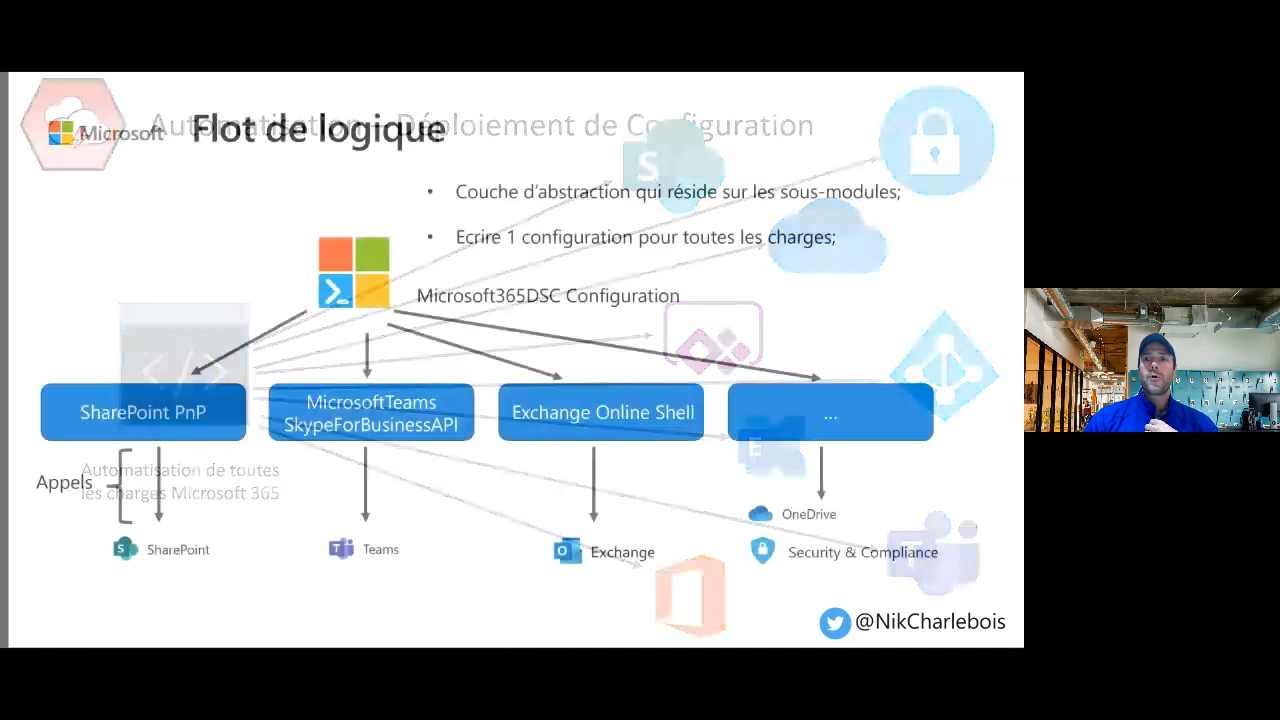 Microsoft
Flot de logique
Automatisation – Déploiement de Configuration
• Couche d'abstraction qui réside sur les sous-modules;
• Ecrire 1 configuration pour toutes les charges;
Microsoft365DSC Configuration
SharePoint PnP
MicrosoftTeams
SkypeForBusinessAPI
Exchange Online Shell
...
Automatisation de toutes
les charges Microsoft 365
Appels
SharePoint
Teams
Exchange
OneDrive
Security & Compliance
@NikCharlebois